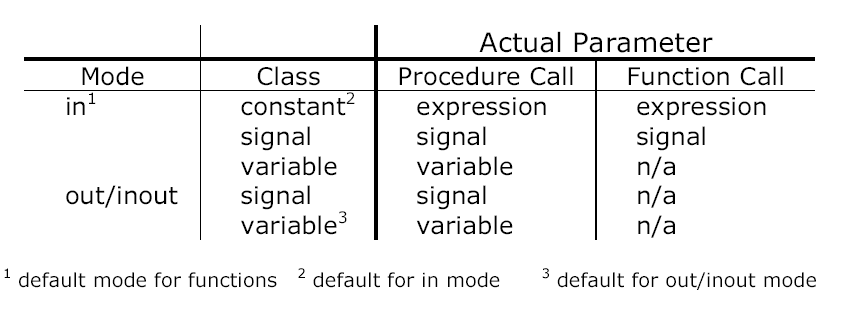 Actual Parameter
Mode Class Procedure Call Function Call
in¹ constant² expression expression
signal signal signal
variable variable n/a
out/inout signal signal n/a
variable³ variable n/a
¹ default mode for functions ² default for in mode ³ default for out/inout mode